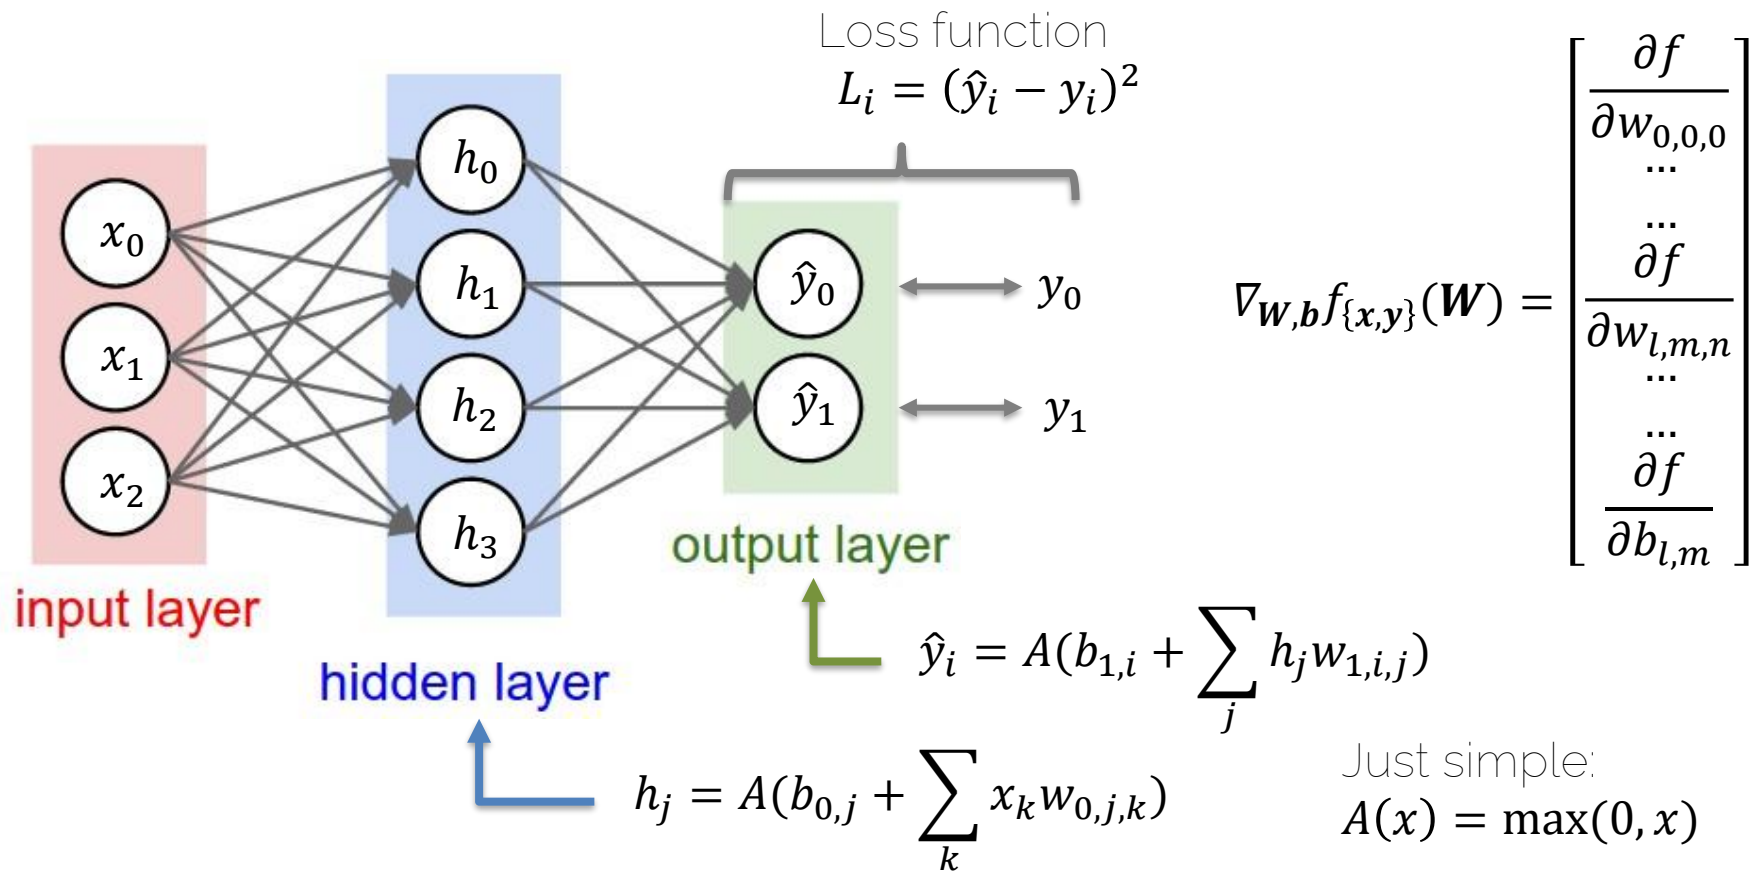 Loss function
L_i = (ŷ_i − y_i)^2
x_0
x_1
x_2
input layer
h_0
h_1
h_2
h_3
hidden layer
ŷ_0
ŷ_1
output layer
y_0
y_1
∇_{W,b} f_{x,y}(W) =
∂f
∂w_{0,0,0}
...
...
∂f
∂w_{l,m,n}
...
...
∂f
∂b_{l,m}
ŷ_i = A(b_{1,i} + ∑_j h_j w_{1,i,j})
h_j = A(b_{0,j} + ∑_k x_k w_{0,j,k})
Just simple:
A(x) = max(0, x)